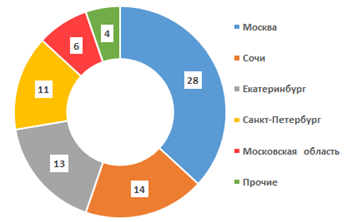 28
14
13
11
6
4
Москва
Сочи
Екатеринбург
Санкт-Петербург
Московская область
Прочие